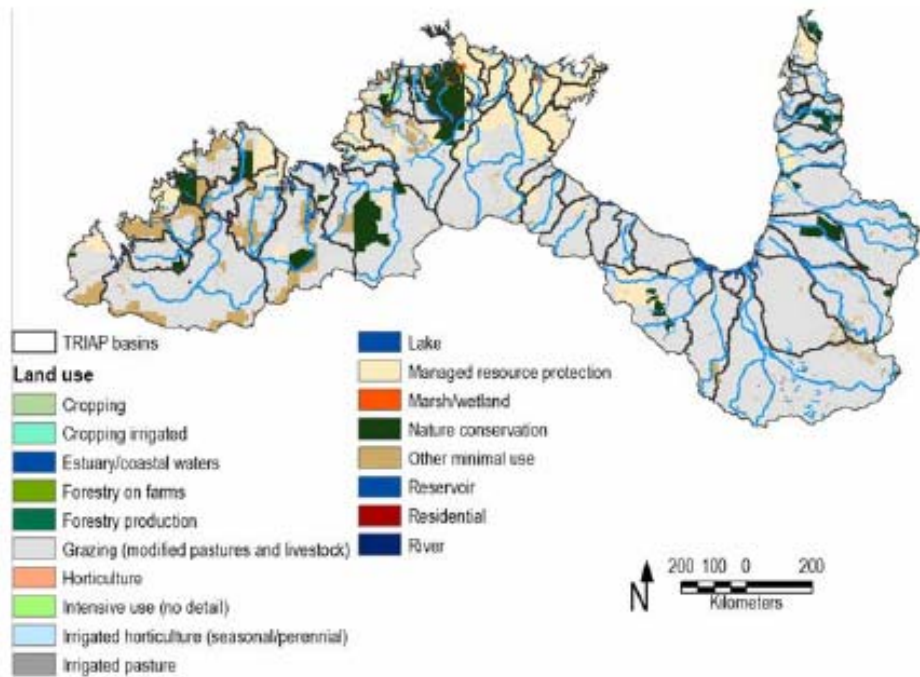 TRIAP basins
Land use
Cropping
Cropping irrigated
Estuary/coastal waters
Forestry on farms
Forestry production
Grazing (modified pastures and livestock)
Horticulture
Intensive use (no detail)
Irrigated horticulture (seasonal/perennial)
Irrigated pasture
Lake
Managed resource protection
Marsh/wetland
Nature conservation
Other minimal use
Reservoir
Residential
River
N
200 100 0 200
Kilometers